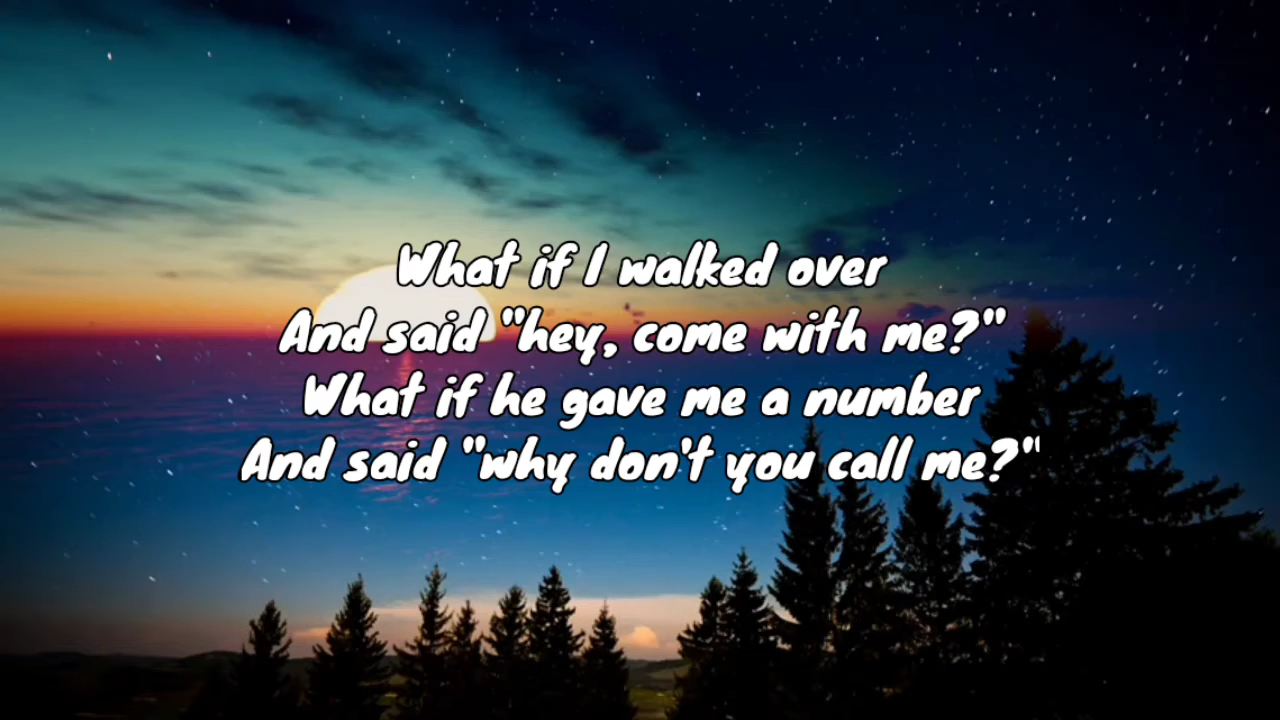 What if I walked over
And said "hey, come with me?"
What if he gave me a number
And said "why don't you call me?"